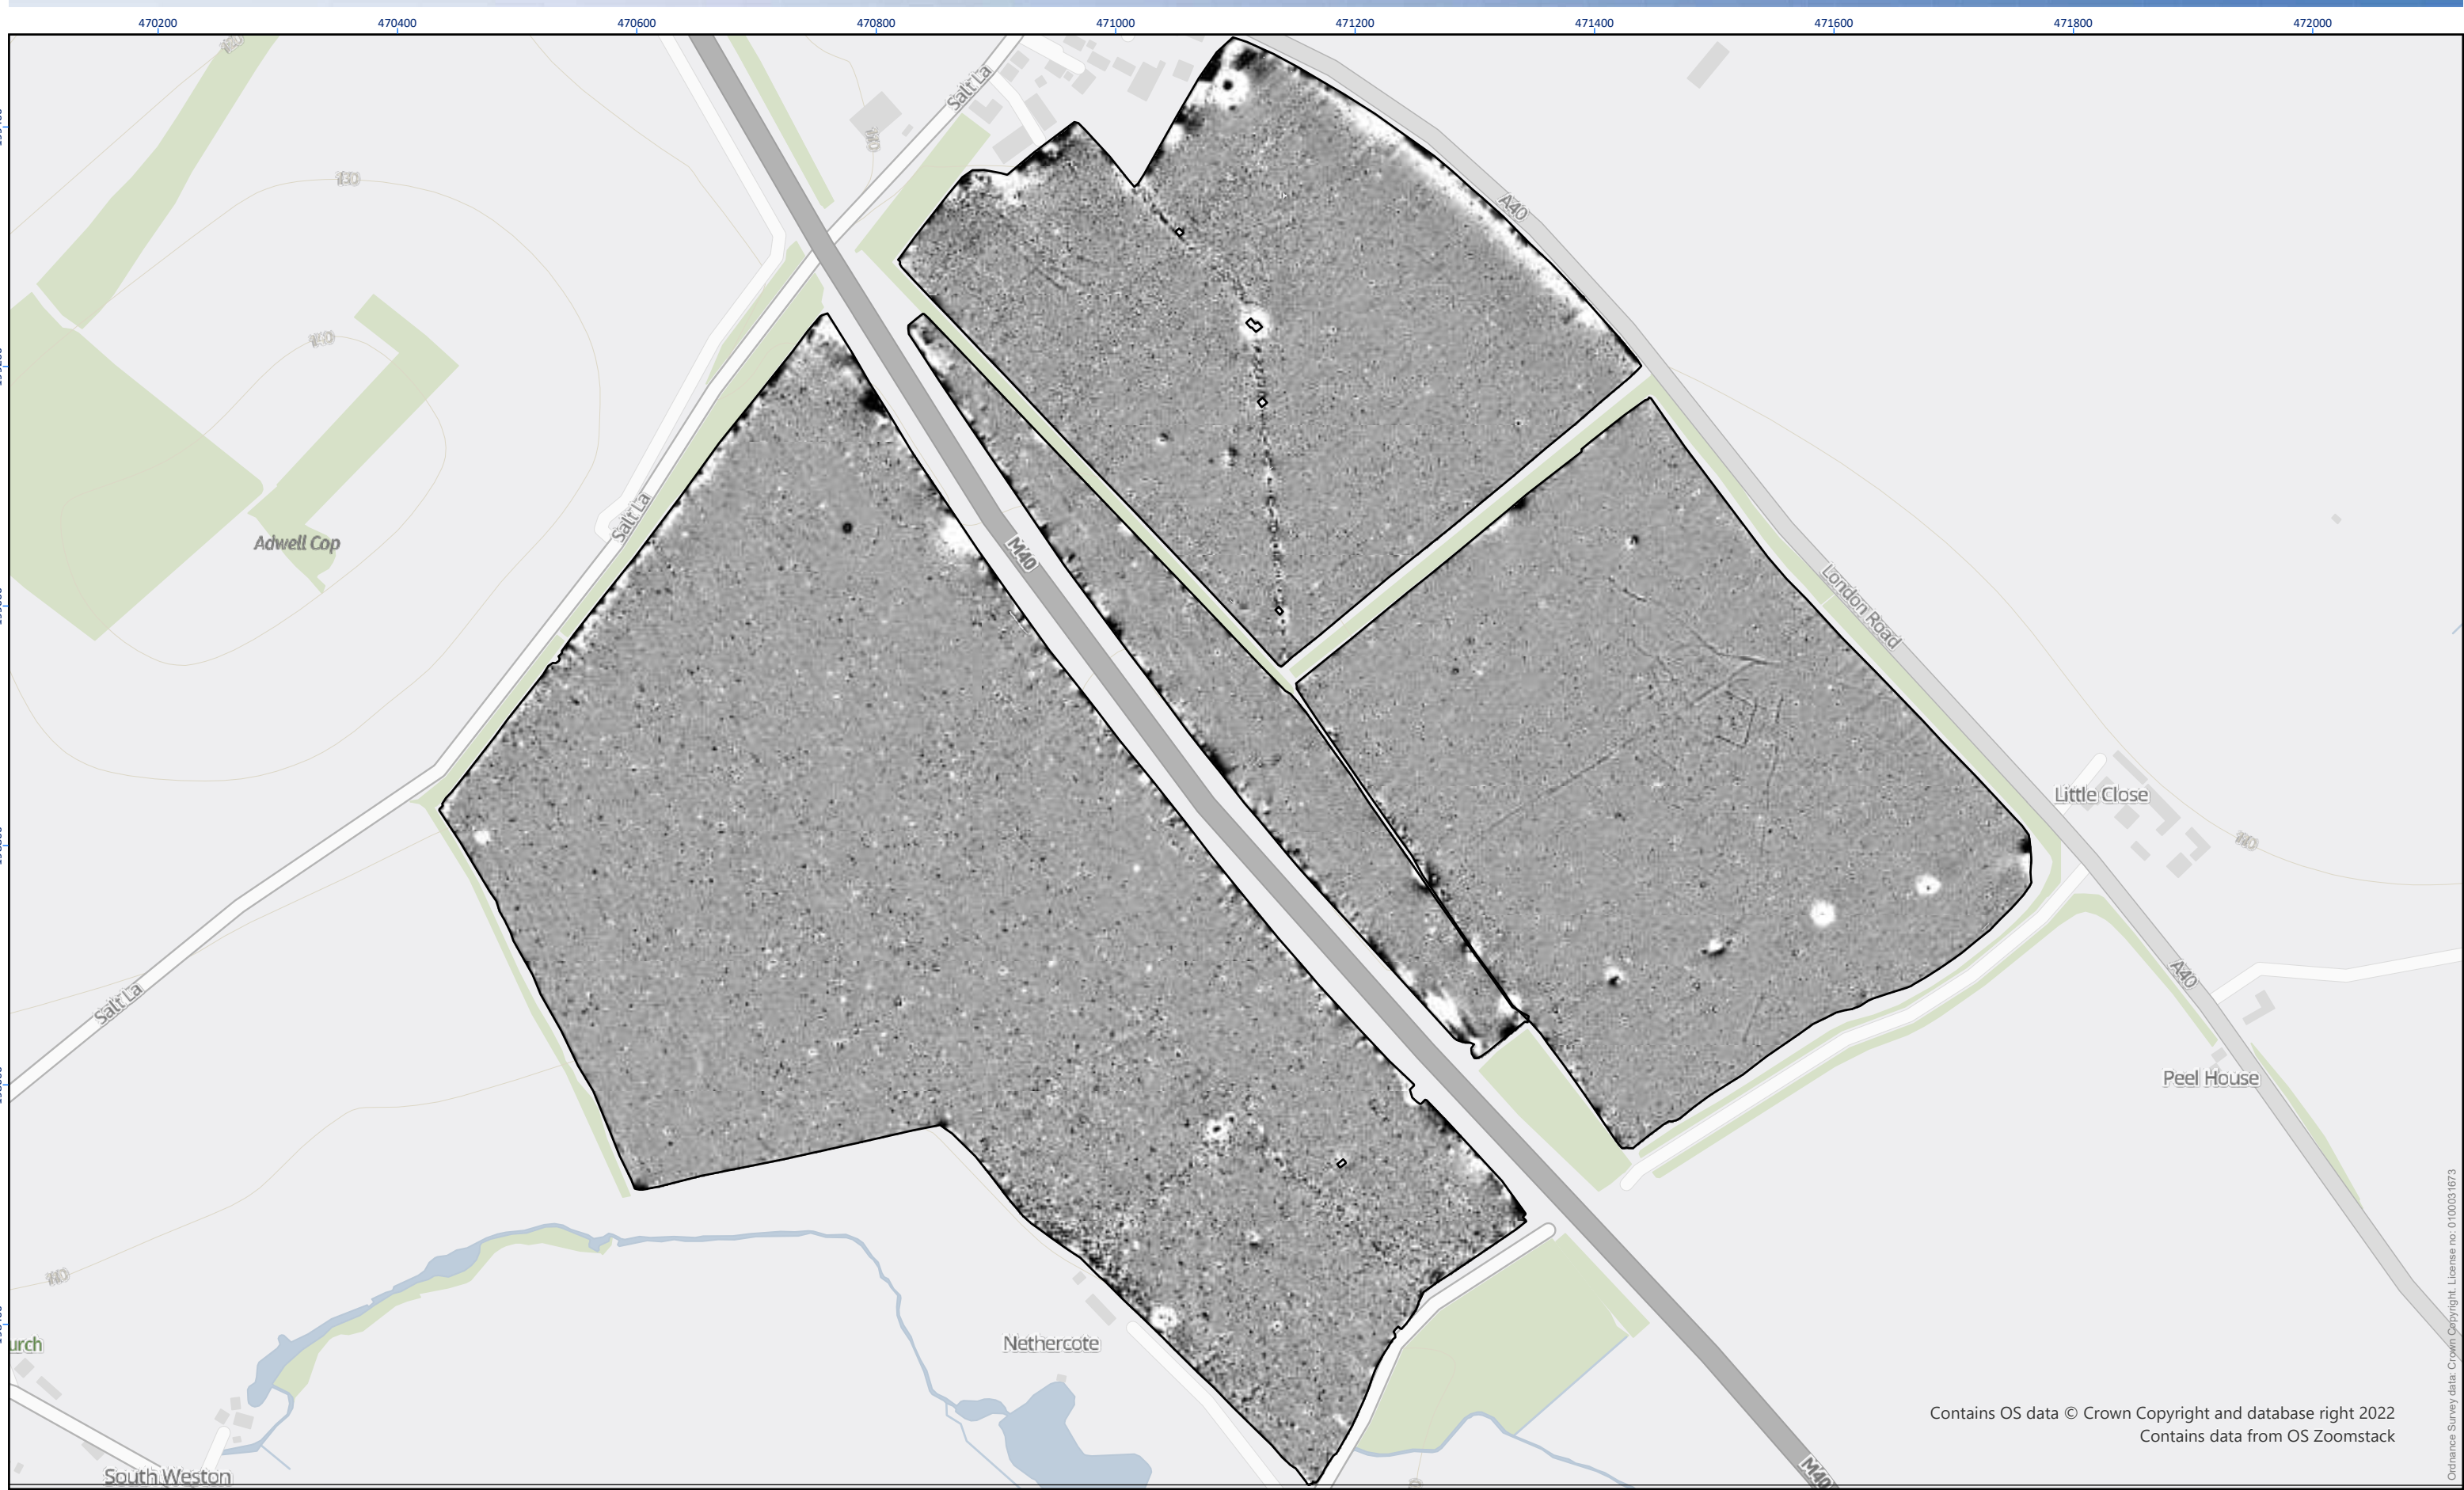 470200 470400 470600 470800 471000 471200 471400 471600 471800 472000
Salt La
A40
Adwell Cop
Salt La
M40
London Road
Little Close
Salt La
A40
Peel House
Nethercote
urch
South Weston
M40
Contains OS data © Crown Copyright and database right 2022
Contains data from OS Zoomstack
Ordnance Survey data: Crown Copyright. License no: 0100031673